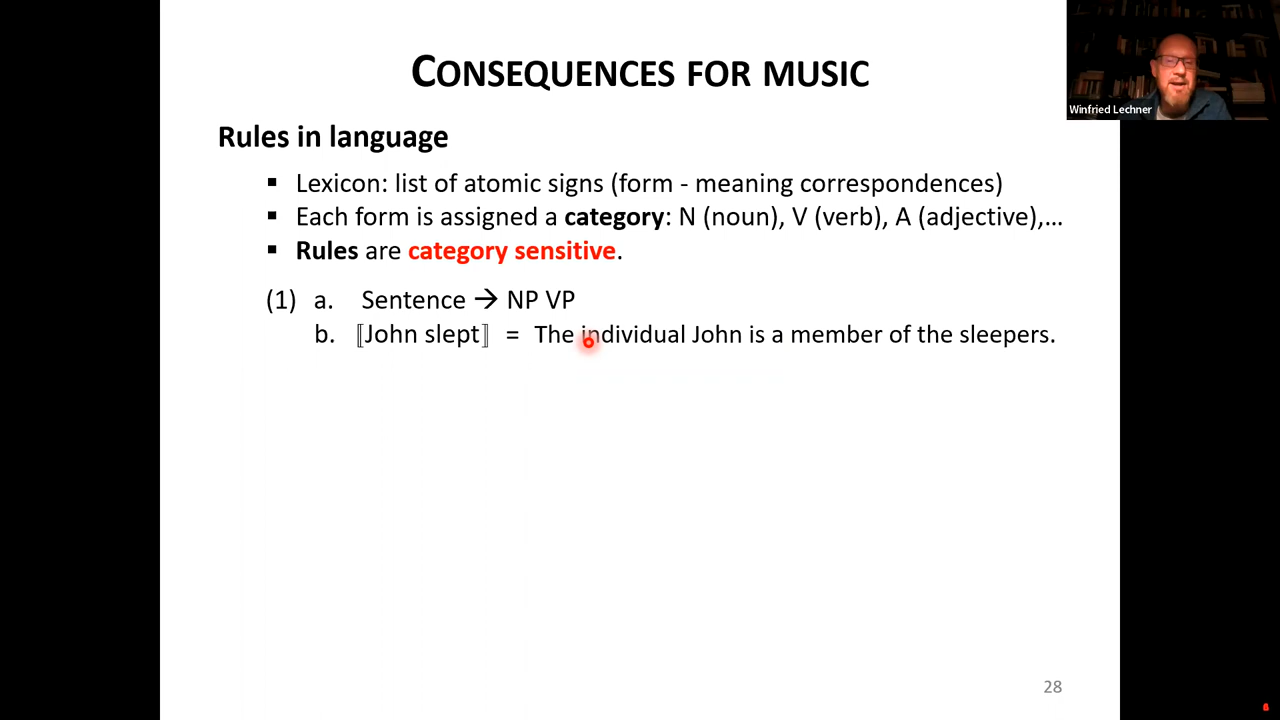 CONSEQUENCES FOR MUSIC
Winfried Lechner
Rules in language
▪ Lexicon: list of atomic signs (form - meaning correspondences)
▪ Each form is assigned a category: N (noun), V (verb), A (adjective),...
▪ Rules are category sensitive.
(1) a. Sentence → NP VP
b. ⟦John slept⟧ = The individual John is a member of the sleepers.
28